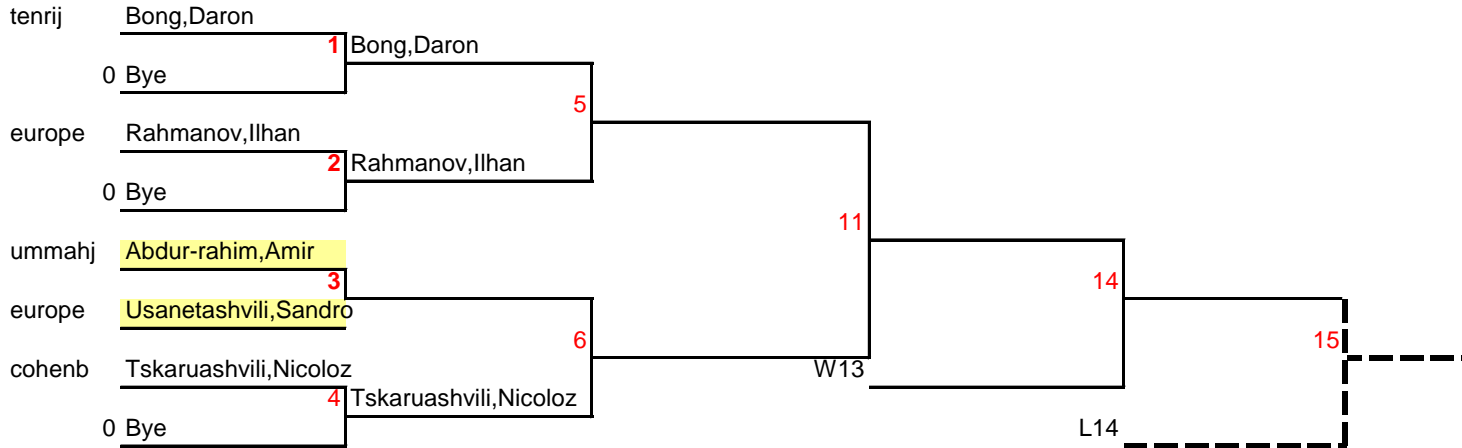 tenrij Bong,Daron
1 Bong,Daron
0 Bye
5
europe Rahmanov,Ilhan
2 Rahmanov,Ilhan
0 Bye
11
ummahj Abdur-rahim,Amir
3
14
europe Usanetashvili,Sandro
6
15
cohenb Tskaruashvili,Nicoloz
W13
4 Tskaruashvili,Nicoloz
0 Bye
L14